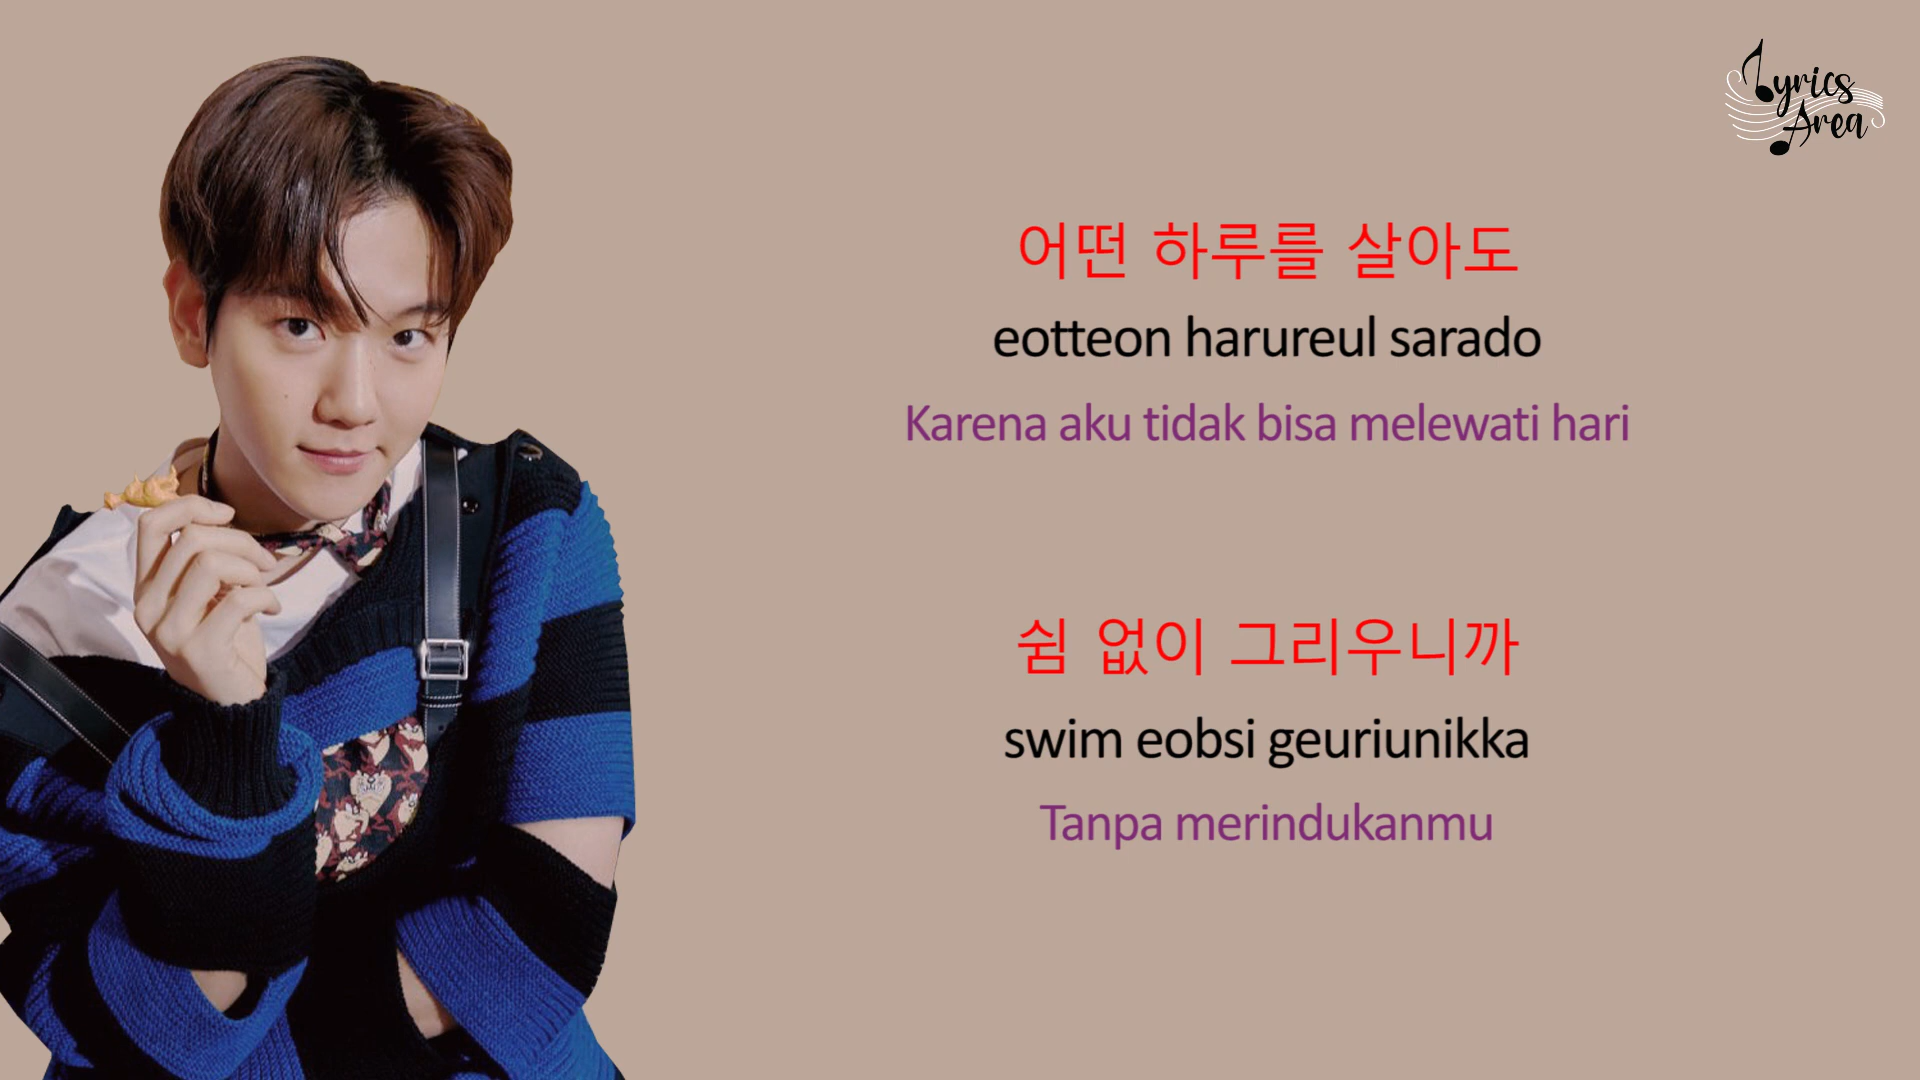 Lyrics
Area
어떤 하루를 살아도
eotteon harureul sarado
Karena aku tidak bisa melewati hari
쉼 없이 그리우니까
swim eobsi geuriunikka
Tanpa merindukanmu